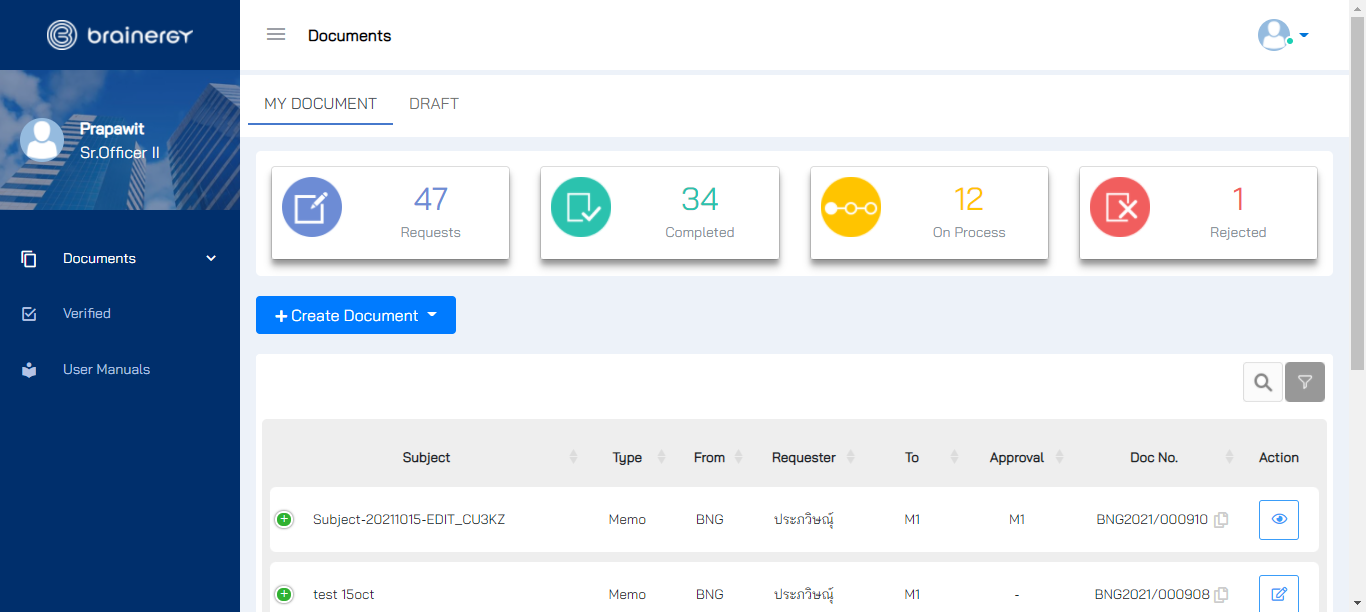 brainergy
Documents
Prapawit
Sr.Officer II
Documents
Verified
User Manuals
MY DOCUMENT DRAFT
47
Requests
34
Completed
12
On Process
1
Rejected
Create Document
Subject Type From Requester To Approval Doc No. Action
Subject-20211015-EDIT_CU3KZ Memo BNG ประภวิษณุ์ M1 M1 BNG2021/000910
test 15oct Memo BNG ประภวิษณุ์ M1 - BNG2021/000908